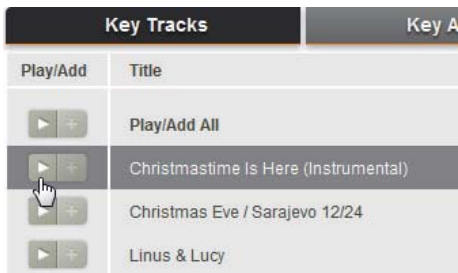 Key Tracks
Key A
Play/Add Title
Play/Add All
Christmastime Is Here (Instrumental)
Christmas Eve / Sarajevo 12/24
Linus & Lucy